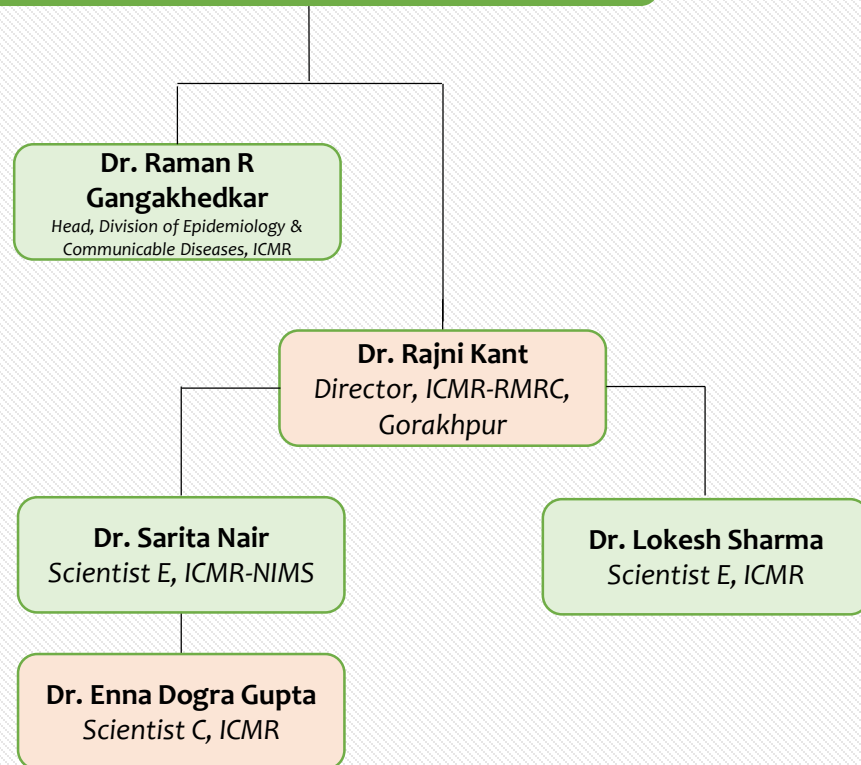 Dr. Raman R
Gangakhedkar
Head, Division of Epidemiology &
Communicable Diseases, ICMR
Dr. Rajni Kant
Director, ICMR-RMRC,
Gorakhpur
Dr. Sarita Nair
Scientist E, ICMR-NIMS
Dr. Lokesh Sharma
Scientist E, ICMR
Dr. Enna Dogra Gupta
Scientist C, ICMR